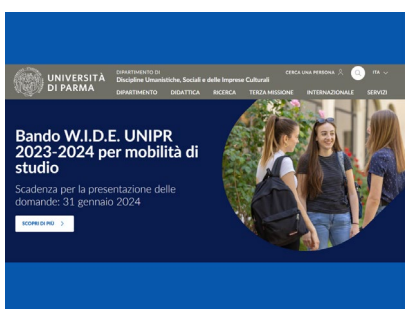 UNIVERSITÀ
DI PARMA
DIPARTIMENTO DI
Discipline Umanistiche, Sociali e delle Imprese Culturali
CERCA UNA PERSONA
ITA
DIPARTIMENTO DIDATTICA RICERCA TERZA MISSIONE INTERNAZIONALE SERVIZI
Bando W.I.D.E. UNIPR
2023-2024 per mobilità di
studio
Scadenza per la presentazione delle
domande: 31 gennaio 2024
SCOPRI DI PIÙ